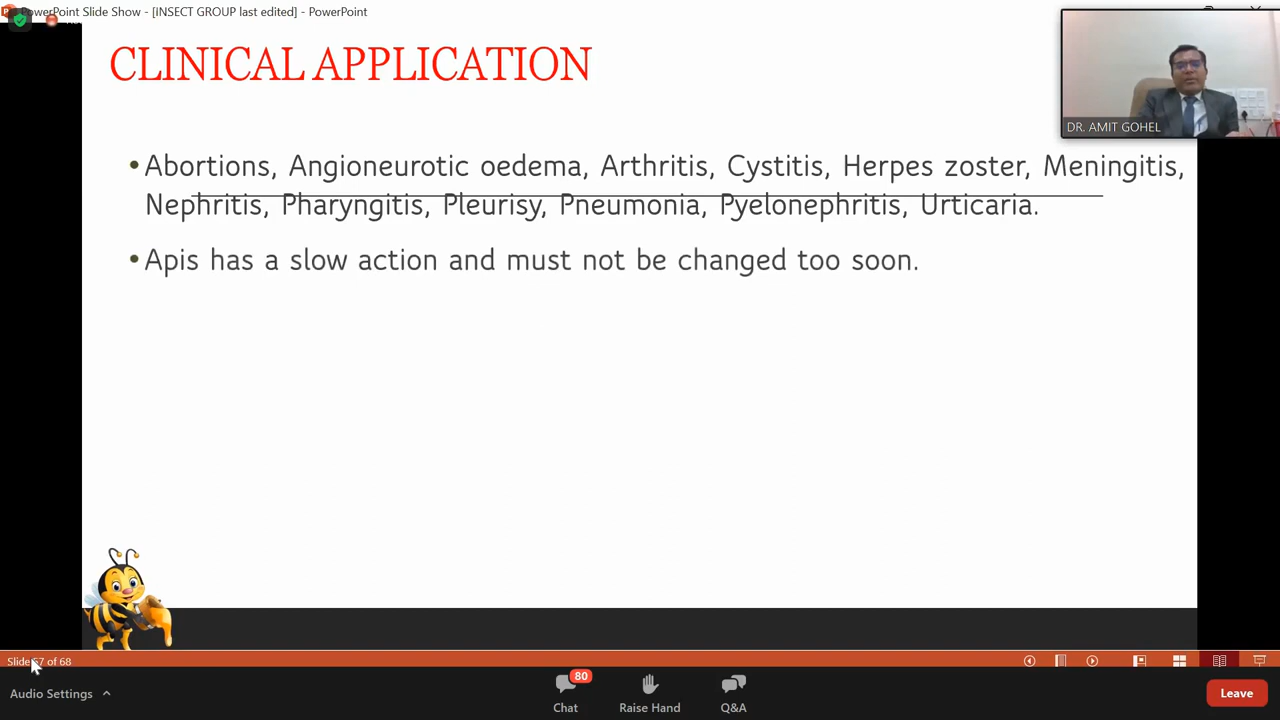 PowerPoint Slide Show - [INSECT GROUP last edited] - PowerPoint
CLINICAL APPLICATION
DR. AMIT GOHEL
•Abortions, Angioneurotic oedema, Arthritis, Cystitis, Herpes zoster, Meningitis,
Nephritis, Pharyngitis, Pleurisy, Pneumonia, Pyelonephritis, Urticaria.
•Apis has a slow action and must not be changed too soon.
Slide 67 of 68
Audio Settings
80
Chat
Raise Hand
Q&A
Leave